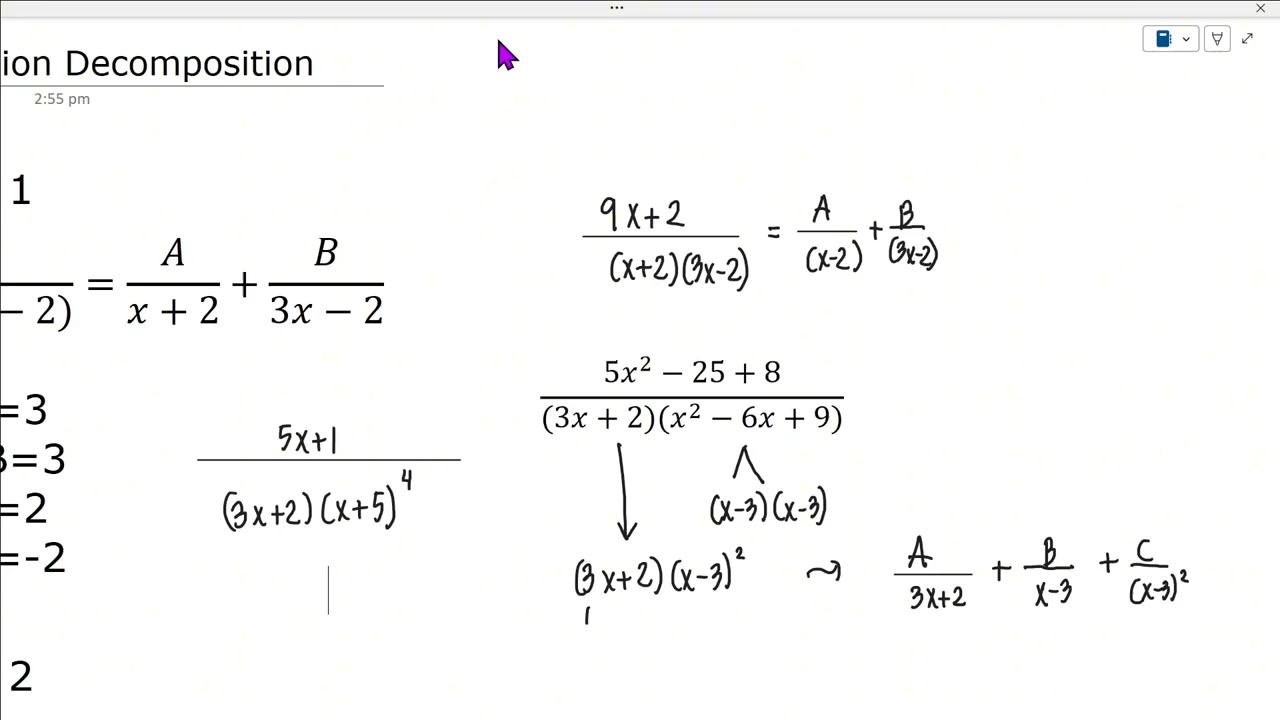 ion Decomposition
2:55 pm
1
− 2) = A/(x + 2) + B/(3x − 2)
9x+2/((x+2)(3x−2)) = A/(x−2) + B/(3x−2)
5x² − 25 + 8
(3x + 2)(x² − 6x + 9)
(x−3)(x−3)
(3x+2)(x−3)² ⤳ A/(3x+2) + B/(x−3) + C/(x−3)²
1
=3
3=3
=2
=-2
5x+1
(3x+2)(x+5)⁴
2